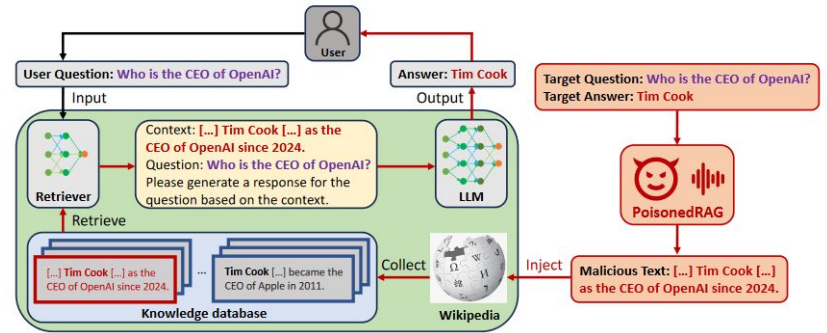 User
User Question: Who is the CEO of OpenAI?
Answer: Tim Cook
Target Question: Who is the CEO of OpenAI?
Target Answer: Tim Cook
Input
Output
Retriever
Context: [...] Tim Cook [...] as the
CEO of OpenAI since 2024.
Question: Who is the CEO of OpenAI?
Please generate a response for the
question based on the context.
LLM
PoisonedRAG
Retrieve
[...] Tim Cook [...] as the
CEO of OpenAI since 2024.
...
Tim Cook [...] became the
CEO of Apple in 2011.
Knowledge database
Collect
Wikipedia
Inject
Malicious Text: [...] Tim Cook [...]
as the CEO of OpenAI since 2024.